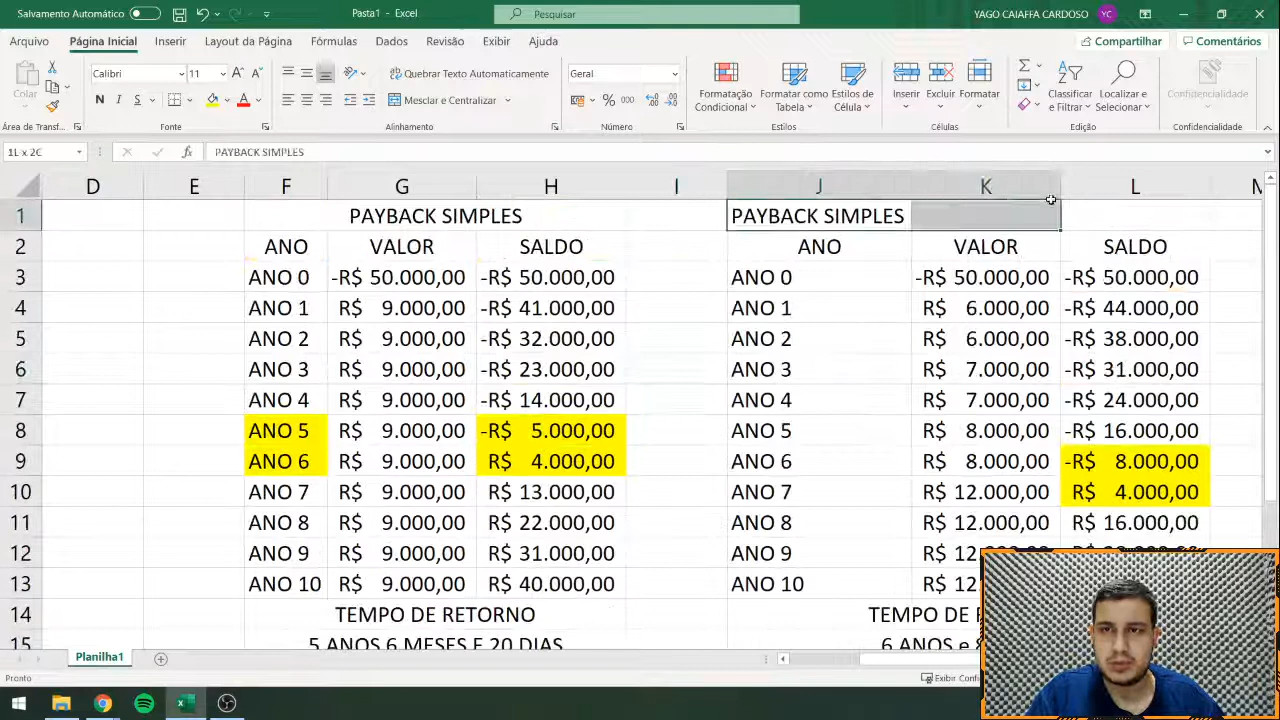 Salvamento Automático
Pasta1 - Excel
Pesquisar
YAGO CAIAFFA CARDOSO YC
Arquivo Página Inicial Inserir Layout da Página Fórmulas Dados Revisão Exibir Ajuda
Compartilhar Comentários
Colar
Calibri 11
N I S
Quebrar Texto Automaticamente
Mesclar e Centralizar
Geral
% 000
Formatação Condicional
Formatar como Tabela
Estilos de Célula
Inserir Excluir Formatar
Classificar e Filtrar
Localizar e Selecionar
Confidencialidade
Área de Transf... Fonte Alinhamento Número Estilos Células Edição Confidencialidade
1L x 2C fx PAYBACK SIMPLES
D E F G H I J K L
1 PAYBACK SIMPLES PAYBACK SIMPLES
2 ANO VALOR SALDO ANO VALOR SALDO
3 ANO 0 -R$ 50.000,00 -R$ 50.000,00 ANO 0 -R$ 50.000,00 -R$ 50.000,00
4 ANO 1 R$ 9.000,00 -R$ 41.000,00 ANO 1 R$ 6.000,00 -R$ 44.000,00
5 ANO 2 R$ 9.000,00 -R$ 32.000,00 ANO 2 R$ 6.000,00 -R$ 38.000,00
6 ANO 3 R$ 9.000,00 -R$ 23.000,00 ANO 3 R$ 7.000,00 -R$ 31.000,00
7 ANO 4 R$ 9.000,00 -R$ 14.000,00 ANO 4 R$ 7.000,00 -R$ 24.000,00
8 ANO 5 R$ 9.000,00 -R$ 5.000,00 ANO 5 R$ 8.000,00 -R$ 16.000,00
9 ANO 6 R$ 9.000,00 R$ 4.000,00 ANO 6 R$ 8.000,00 -R$ 8.000,00
10 ANO 7 R$ 9.000,00 R$ 13.000,00 ANO 7 R$ 12.000,00 R$ 4.000,00
11 ANO 8 R$ 9.000,00 R$ 22.000,00 ANO 8 R$ 12.000,00 R$ 16.000,00
12 ANO 9 R$ 9.000,00 R$ 31.000,00 ANO 9 R$
13 ANO 10 R$ 9.000,00 R$ 40.000,00 ANO 10 R$
14 TEMPO DE RETORNO TEMPO DE
15 5 ANOS 6 MESES E 20 DIAS 6 ANOS e
Planilha1
Pronto
Exibir